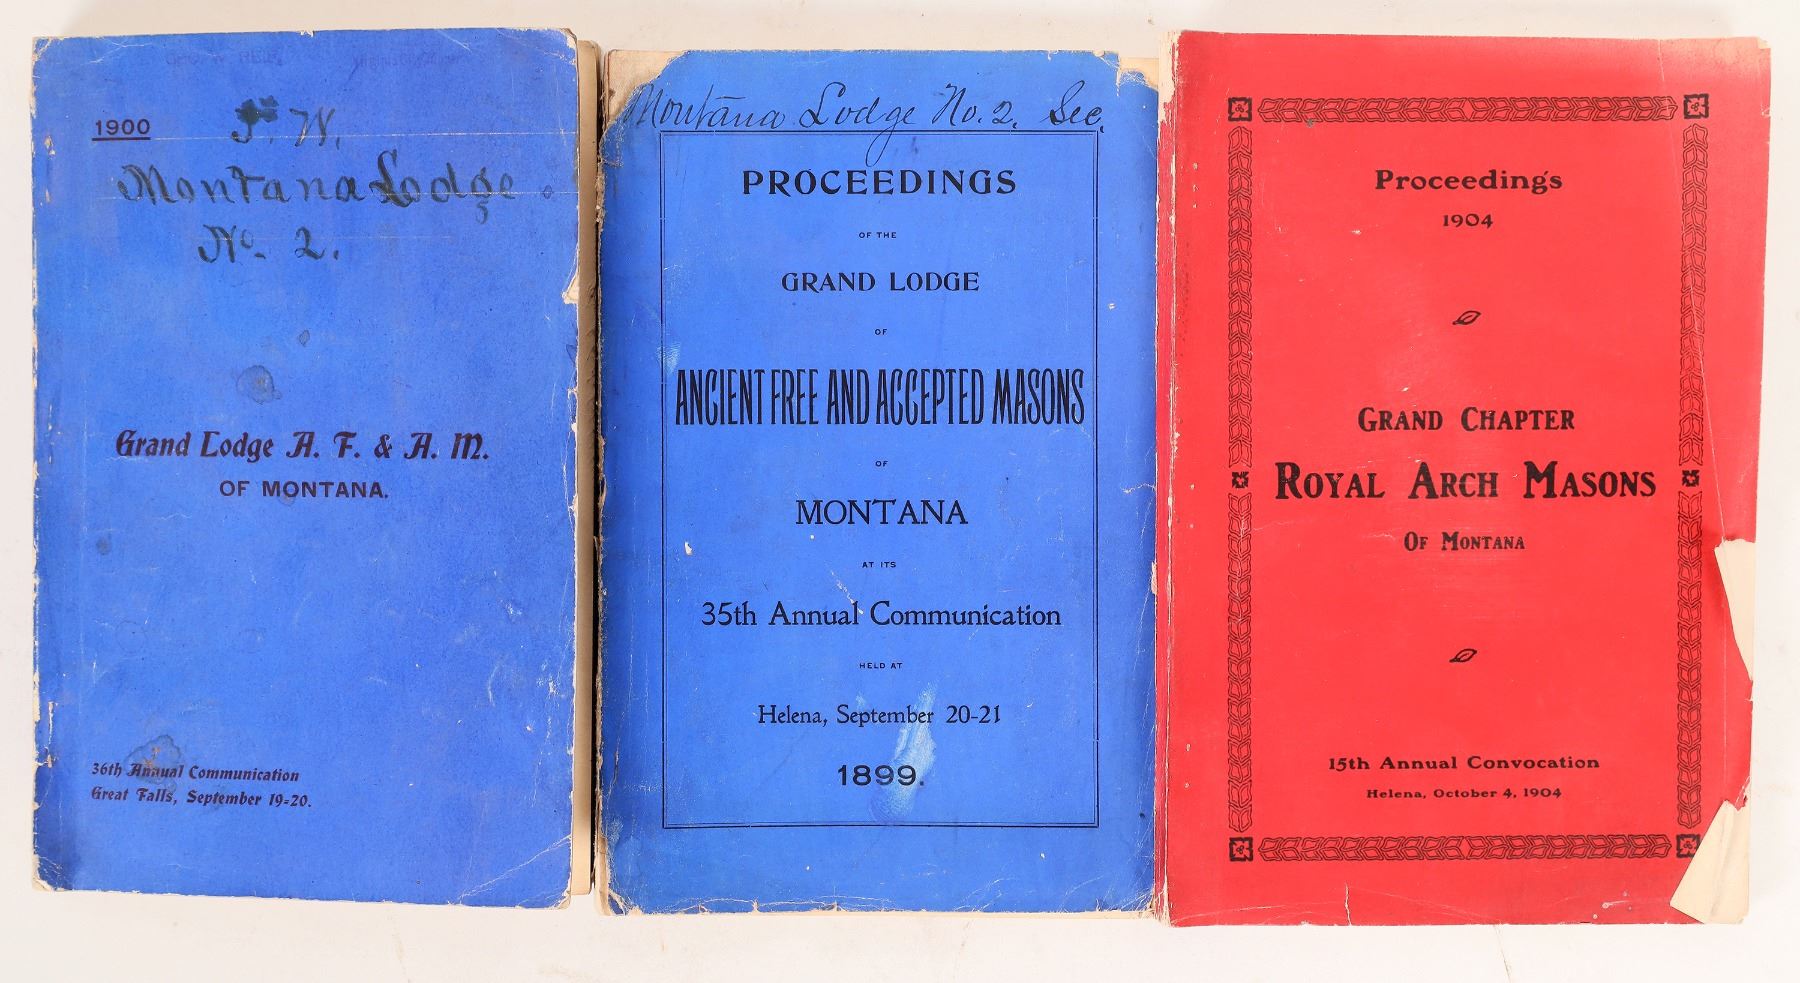 1900
J. W.
Montana Lodge
No. 2.
Grand Lodge A. F. & A. M.
OF MONTANA.
36th Annual Communication
Great Falls, September 19=20.
Montana Lodge No. 2. Sec.
PROCEEDINGS
OF THE
GRAND LODGE
OF
ANCIENT FREE AND ACCEPTED MASONS
OF
MONTANA
AT ITS
35th Annual Communication
HELD AT
Helena, September 20-21
1899.
Proceedings
1904
GRAND CHAPTER
ROYAL ARCH MASONS
OF MONTANA
15th Annual Convocation
Helena, October 4, 1904